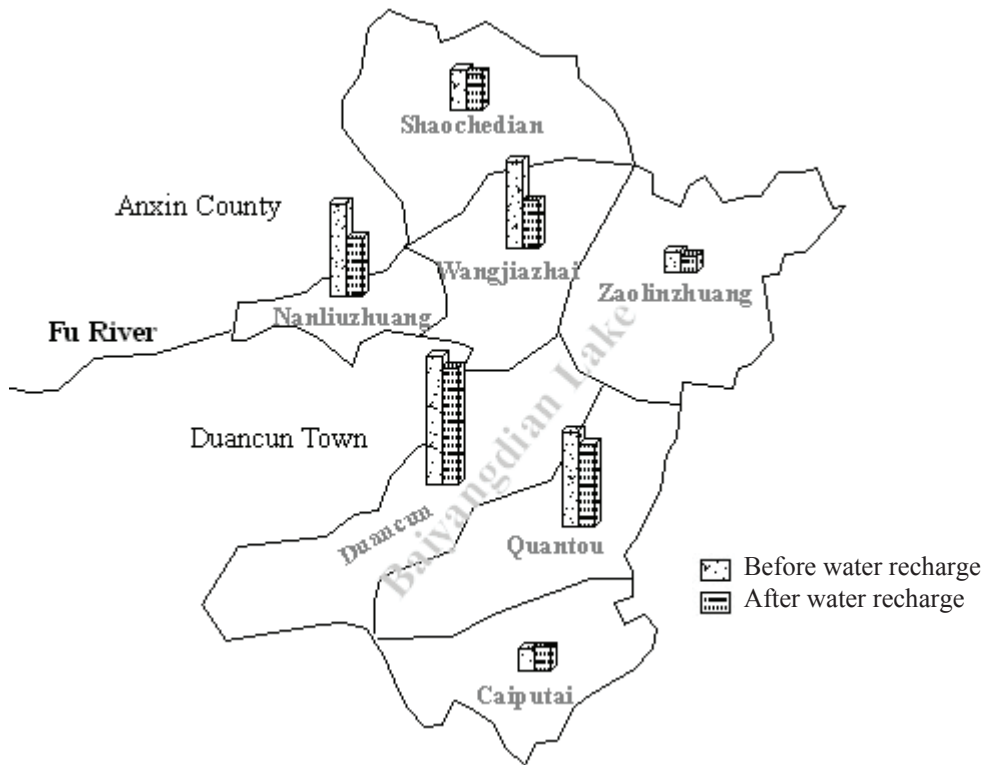 Shaochedian
Anxin County
Wangjiazhai
Zaolinzhuang
Nanliuzhuang
Fu River
Baiyangdian Lake
Duancun Town
Duancun
Quantou
Before water recharge
After water recharge
Caiputai